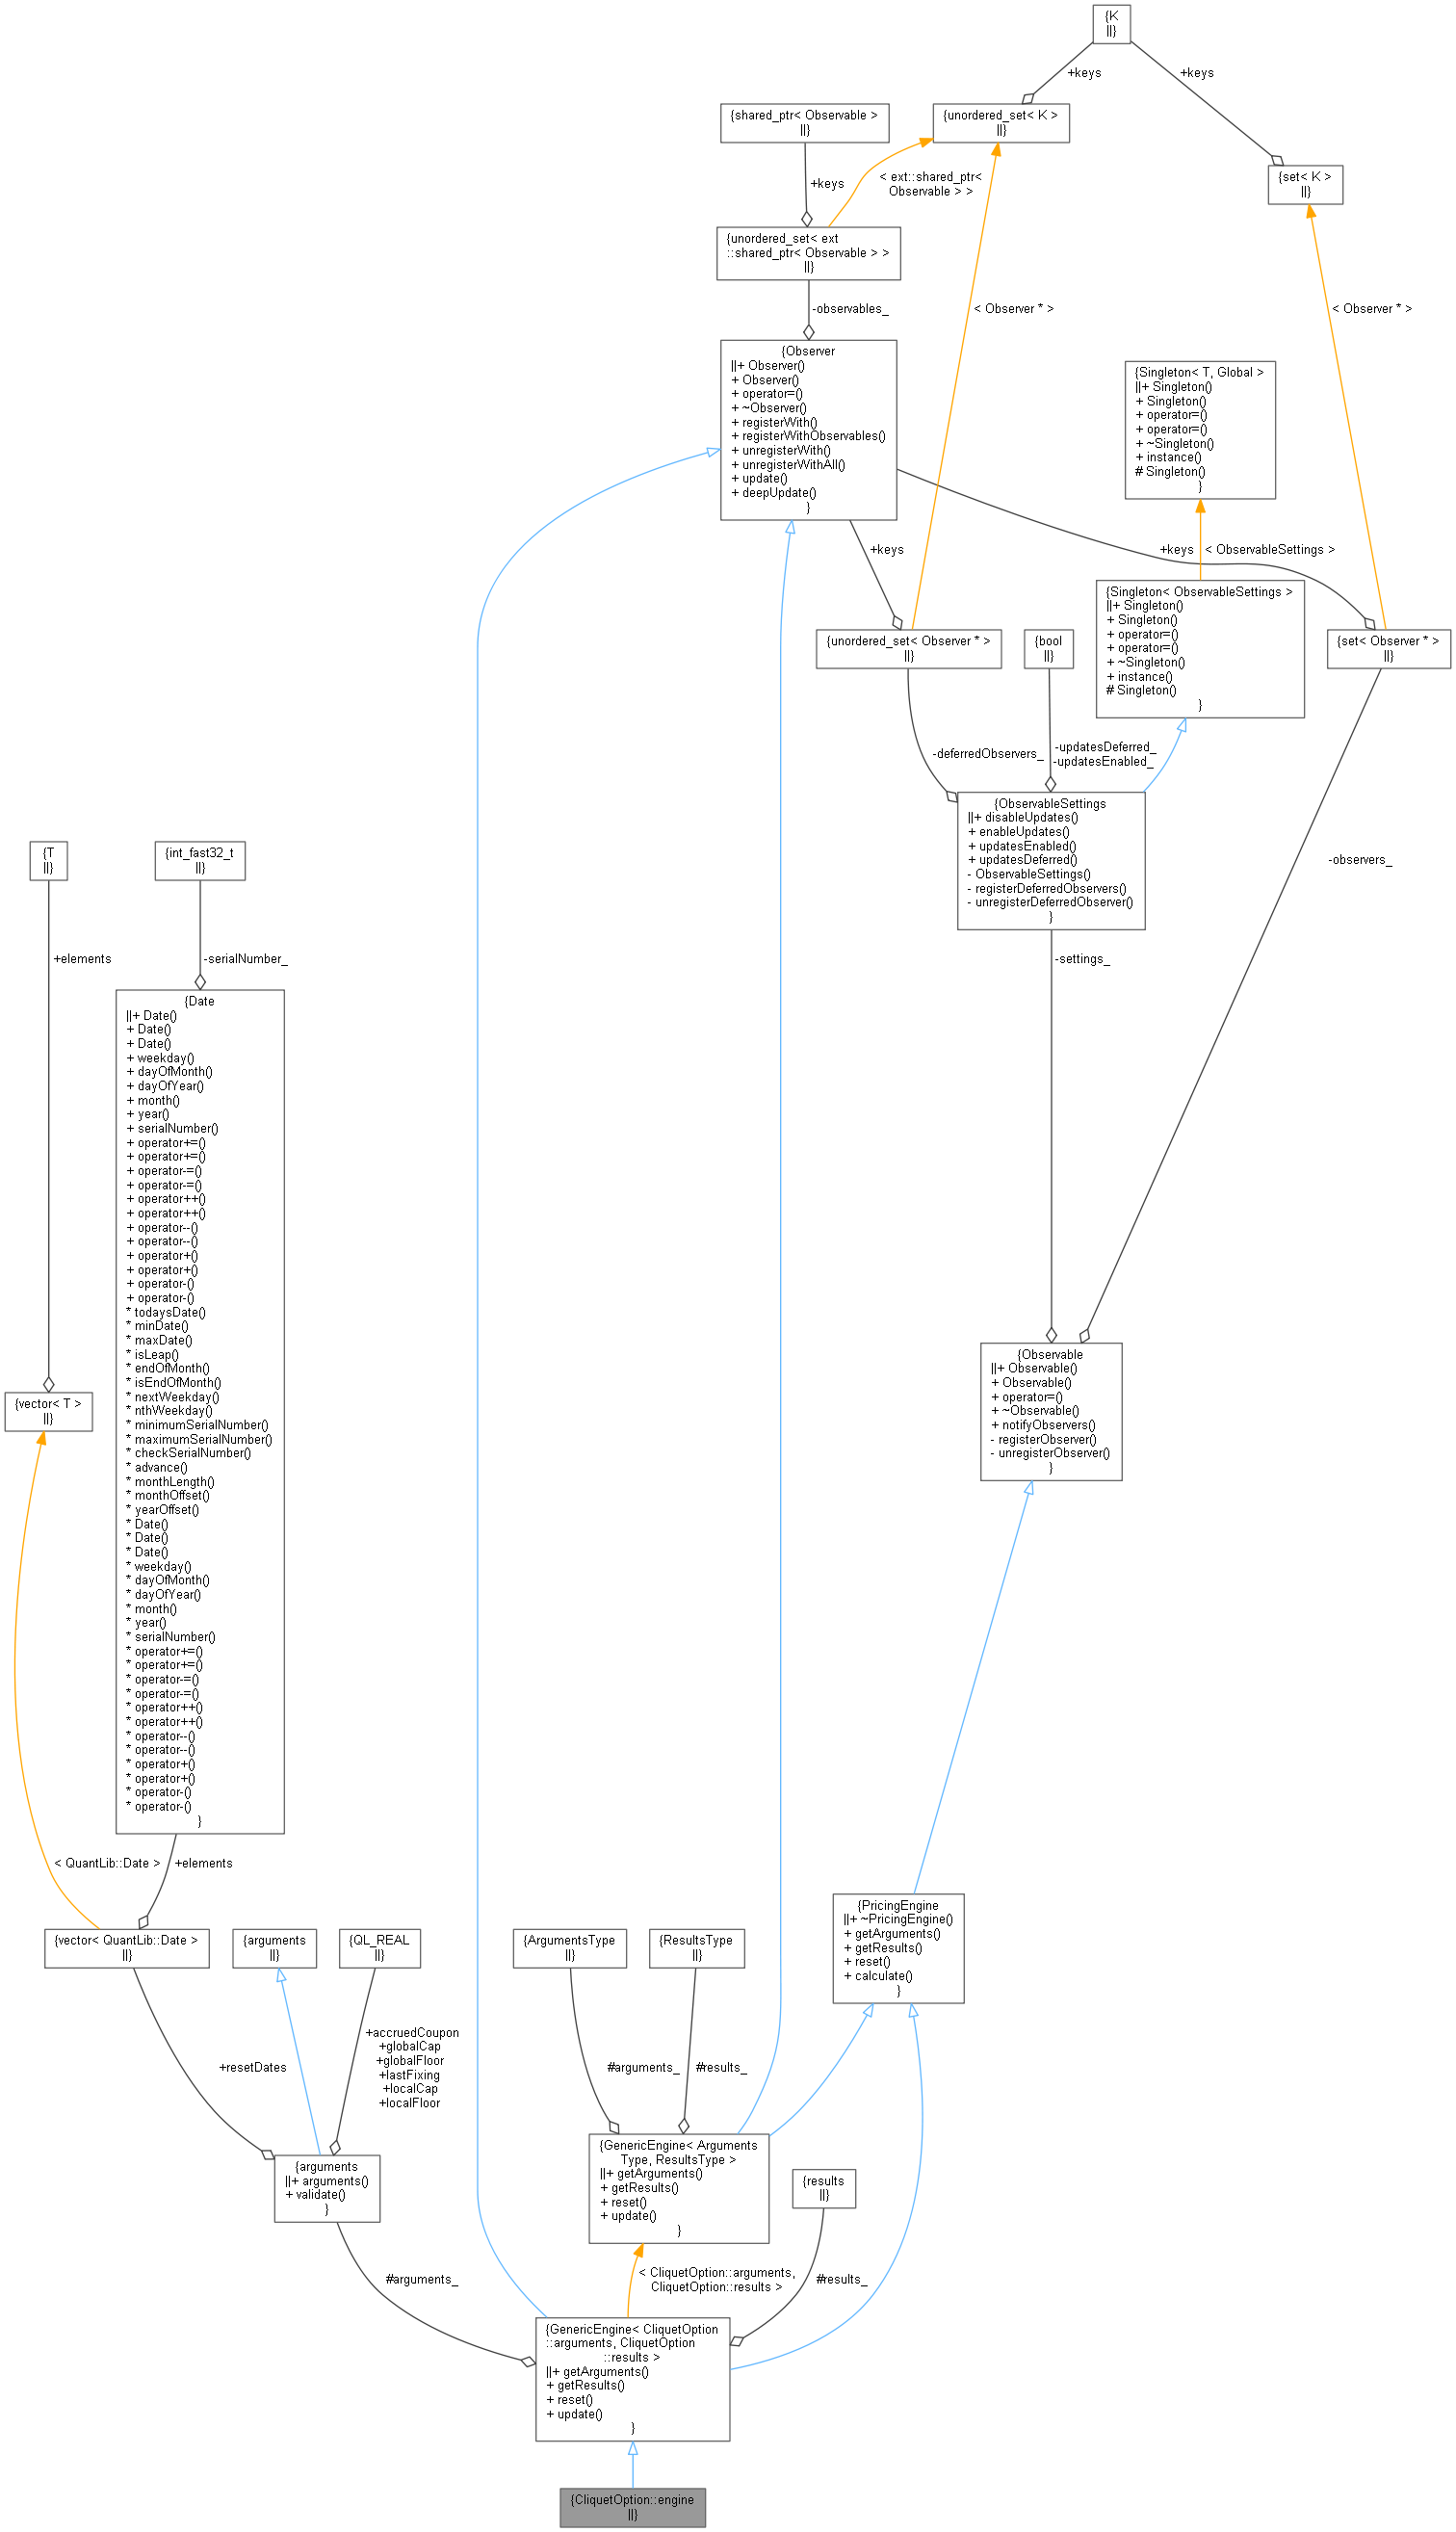 {K
||}
+keys
+keys
{shared_ptr< Observable >
||}
{unordered_set< K >
||}
+keys
< ext::shared_ptr<
Observable > >
{set< K >
||}
{unordered_set< ext
::shared_ptr< Observable > >
||}
-observables_
< Observer * >
< Observer * >
{Observer
||+ Observer()
+ Observer()
+ operator=()
+ ~Observer()
+ registerWith()
+ registerWithObservables()
+ unregisterWith()
+ unregisterWithAll()
+ update()
+ deepUpdate()
}
{Singleton< T, Global >
||+ Singleton()
+ Singleton()
+ operator=()
+ operator=()
+ ~Singleton()
+ instance()
# Singleton()
}
+keys
+keys
< ObservableSettings >
{Singleton< ObservableSettings >
||+ Singleton()
+ Singleton()
+ operator=()
+ operator=()
+ ~Singleton()
+ instance()
# Singleton()
}
{unordered_set< Observer * >
||}
{bool
||}
{set< Observer * >
||}
-deferredObservers_
-updatesDeferred_
-updatesEnabled_
{ObservableSettings
||+ disableUpdates()
+ enableUpdates()
+ updatesEnabled()
+ updatesDeferred()
- ObservableSettings()
- registerDeferredObservers()
- unregisterDeferredObserver()
}
-observers_
{T
||}
{int_fast32_t
||}
+elements
-serialNumber_
-settings_
{Date
||+ Date()
+ Date()
+ Date()
+ weekday()
+ dayOfMonth()
+ dayOfYear()
+ month()
+ year()
+ serialNumber()
+ operator+=()
+ operator+=()
+ operator-=()
+ operator-=()
+ operator++()
+ operator++()
+ operator--()
+ operator--()
+ operator+()
+ operator+()
+ operator-()
+ operator-()
* todaysDate()
* minDate()
* maxDate()
* isLeap()
* endOfMonth()
* isEndOfMonth()
* nextWeekday()
* nthWeekday()
* minimumSerialNumber()
* maximumSerialNumber()
* checkSerialNumber()
* advance()
* monthLength()
* monthOffset()
* yearOffset()
* Date()
* Date()
* Date()
* weekday()
* dayOfMonth()
* dayOfYear()
* month()
* year()
* serialNumber()
* operator+=()
* operator+=()
* operator-=()
* operator-=()
* operator++()
* operator++()
* operator--()
* operator--()
* operator+()
* operator+()
* operator-()
* operator-()
}
{vector< T >
||}
{Observable
||+ Observable()
+ Observable()
+ operator=()
+ ~Observable()
+ notifyObservers()
- registerObserver()
- unregisterObserver()
}
< QuantLib::Date >
+elements
{vector< QuantLib::Date >
||}
{arguments
||}
{QL_REAL
||}
{ArgumentsType
||}
{ResultsType
||}
{PricingEngine
||+ ~PricingEngine()
+ getArguments()
+ getResults()
+ reset()
+ calculate()
}
+resetDates
+accruedCoupon
+globalCap
+globalFloor
+lastFixing
+localCap
+localFloor
#arguments_
#results_
{arguments
||+ arguments()
+ validate()
}
{GenericEngine< Arguments
Type, ResultsType >
||+ getArguments()
+ getResults()
+ reset()
+ update()
}
{results
||}
#arguments_
< CliquetOption::arguments,
CliquetOption::results >
#results_
{GenericEngine< CliquetOption
::arguments, CliquetOption
::results >
||+ getArguments()
+ getResults()
+ reset()
+ update()
}
{CliquetOption::engine
||}